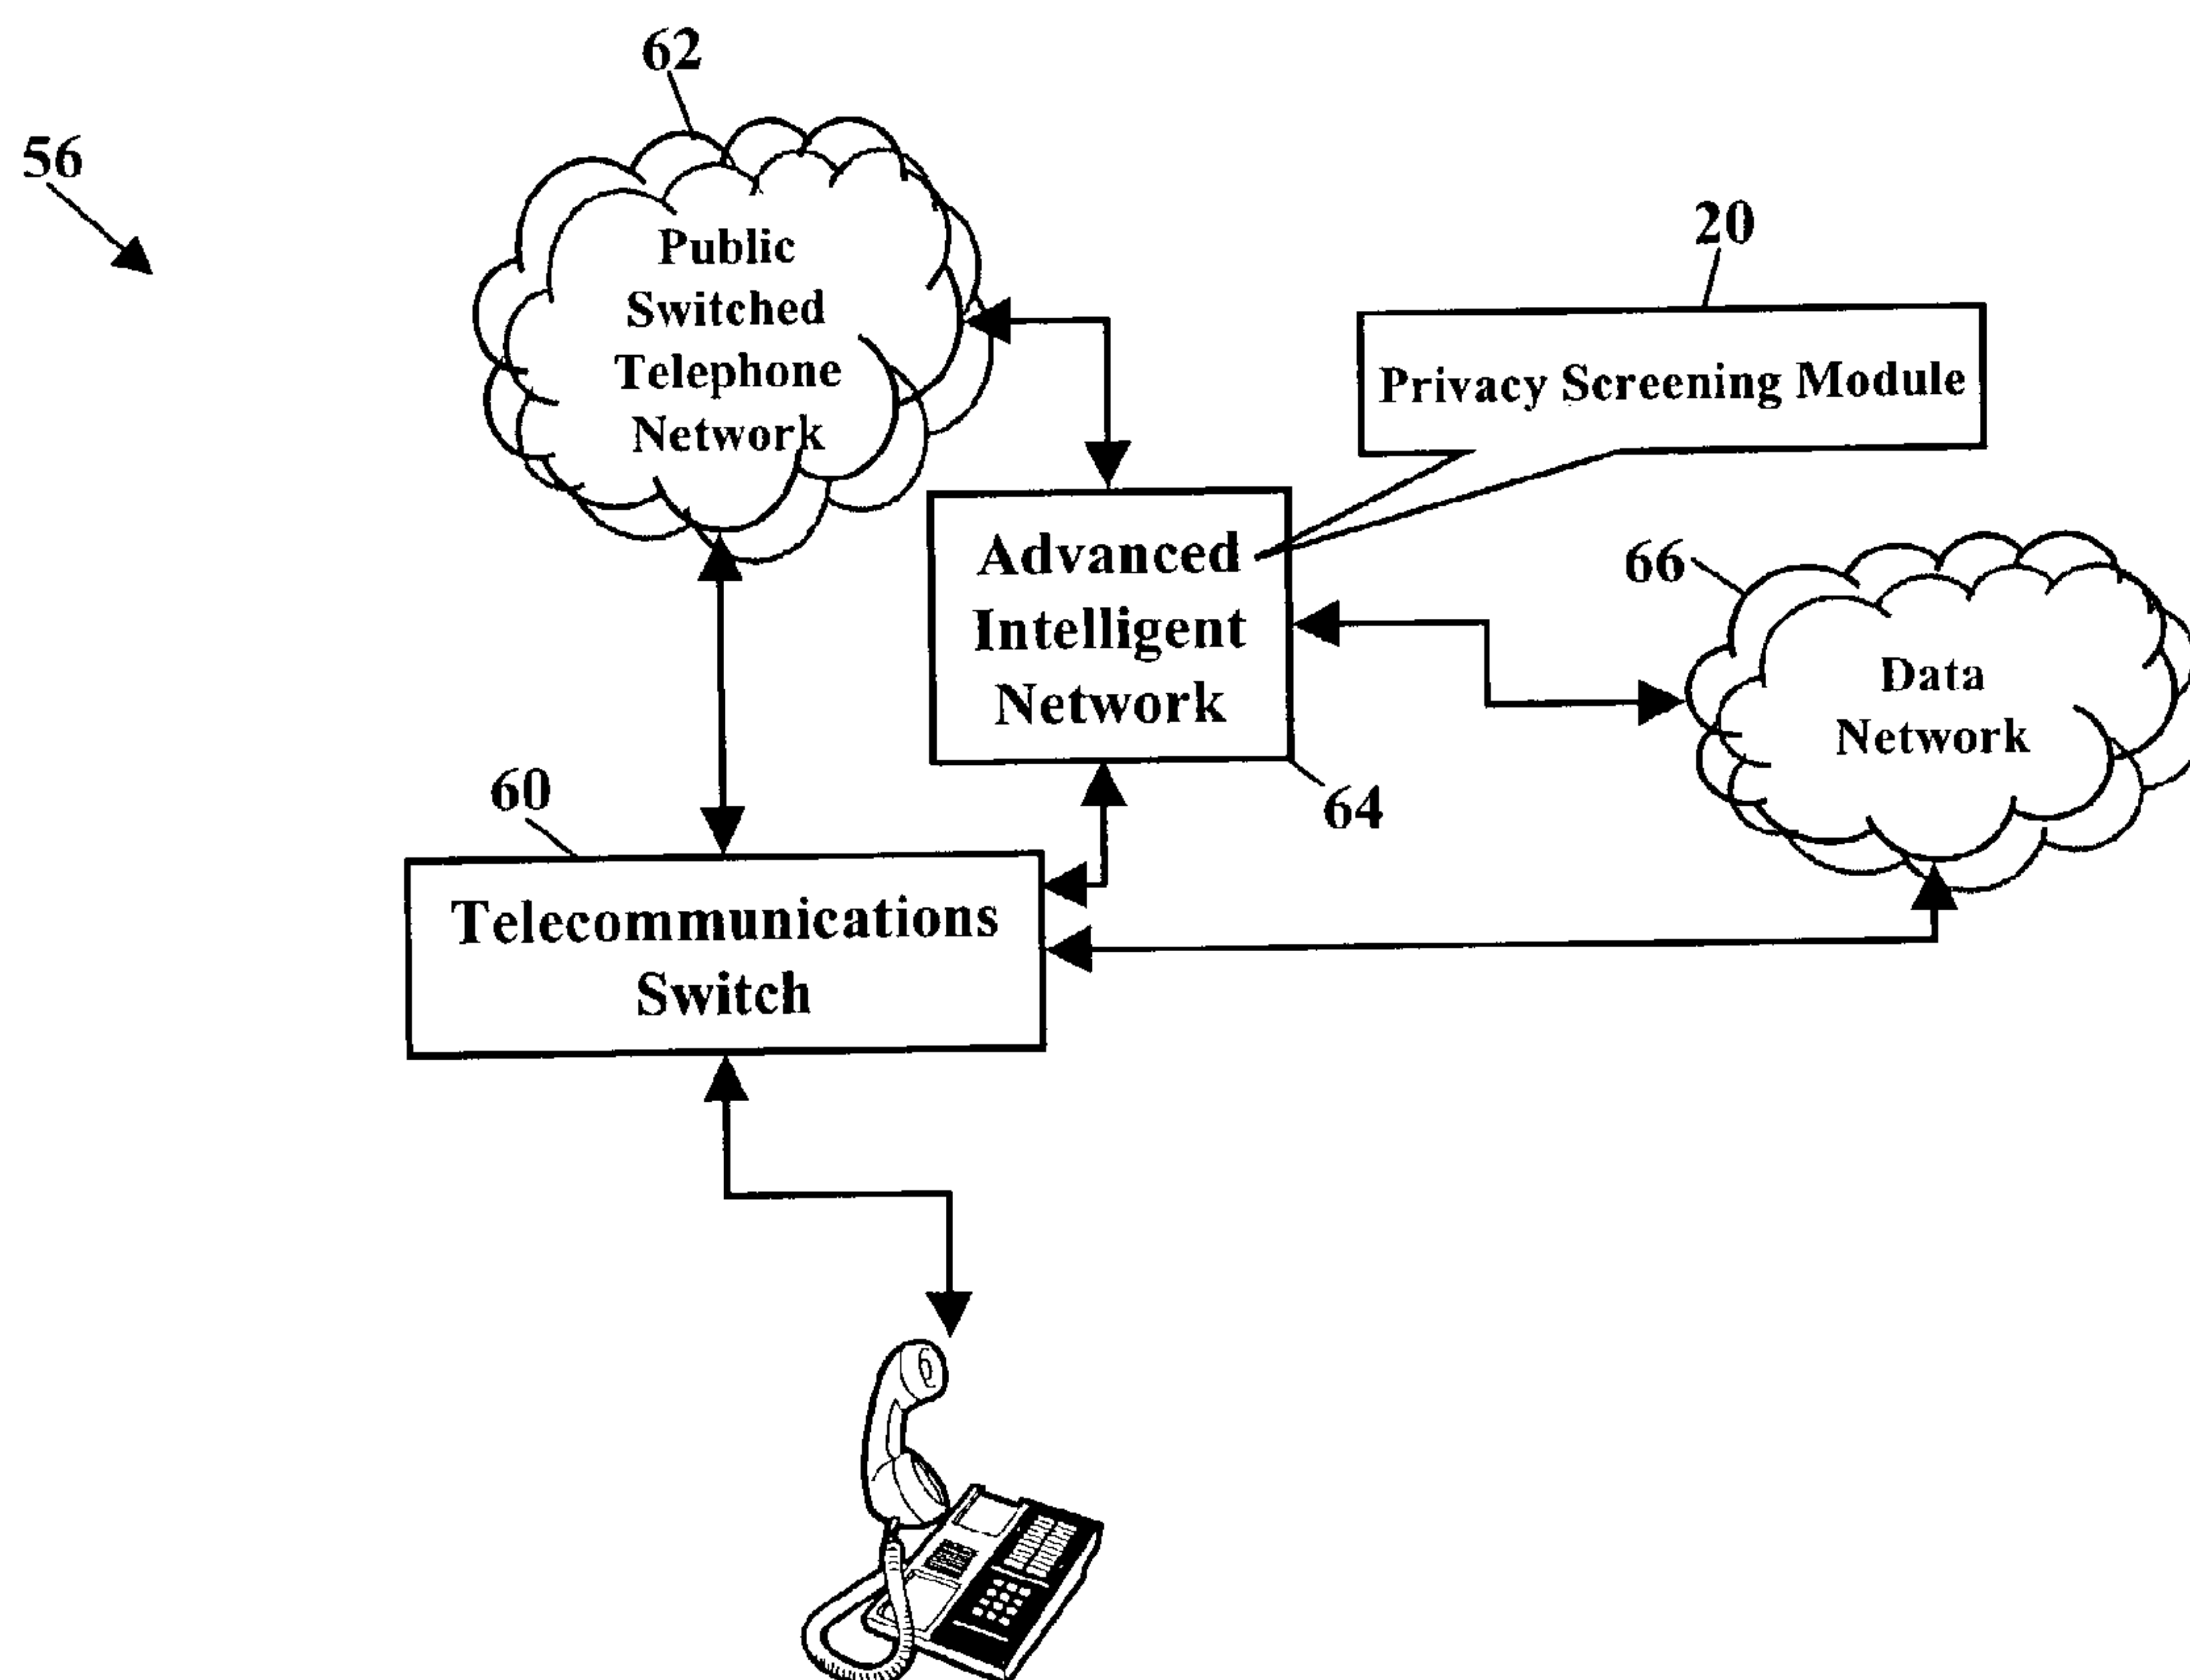 62
56
Public
Switched
Telephone
Network
20
Privacy Screening Module
Advanced
Intelligent
Network
64
66
Data
Network
60
Telecommunications
Switch